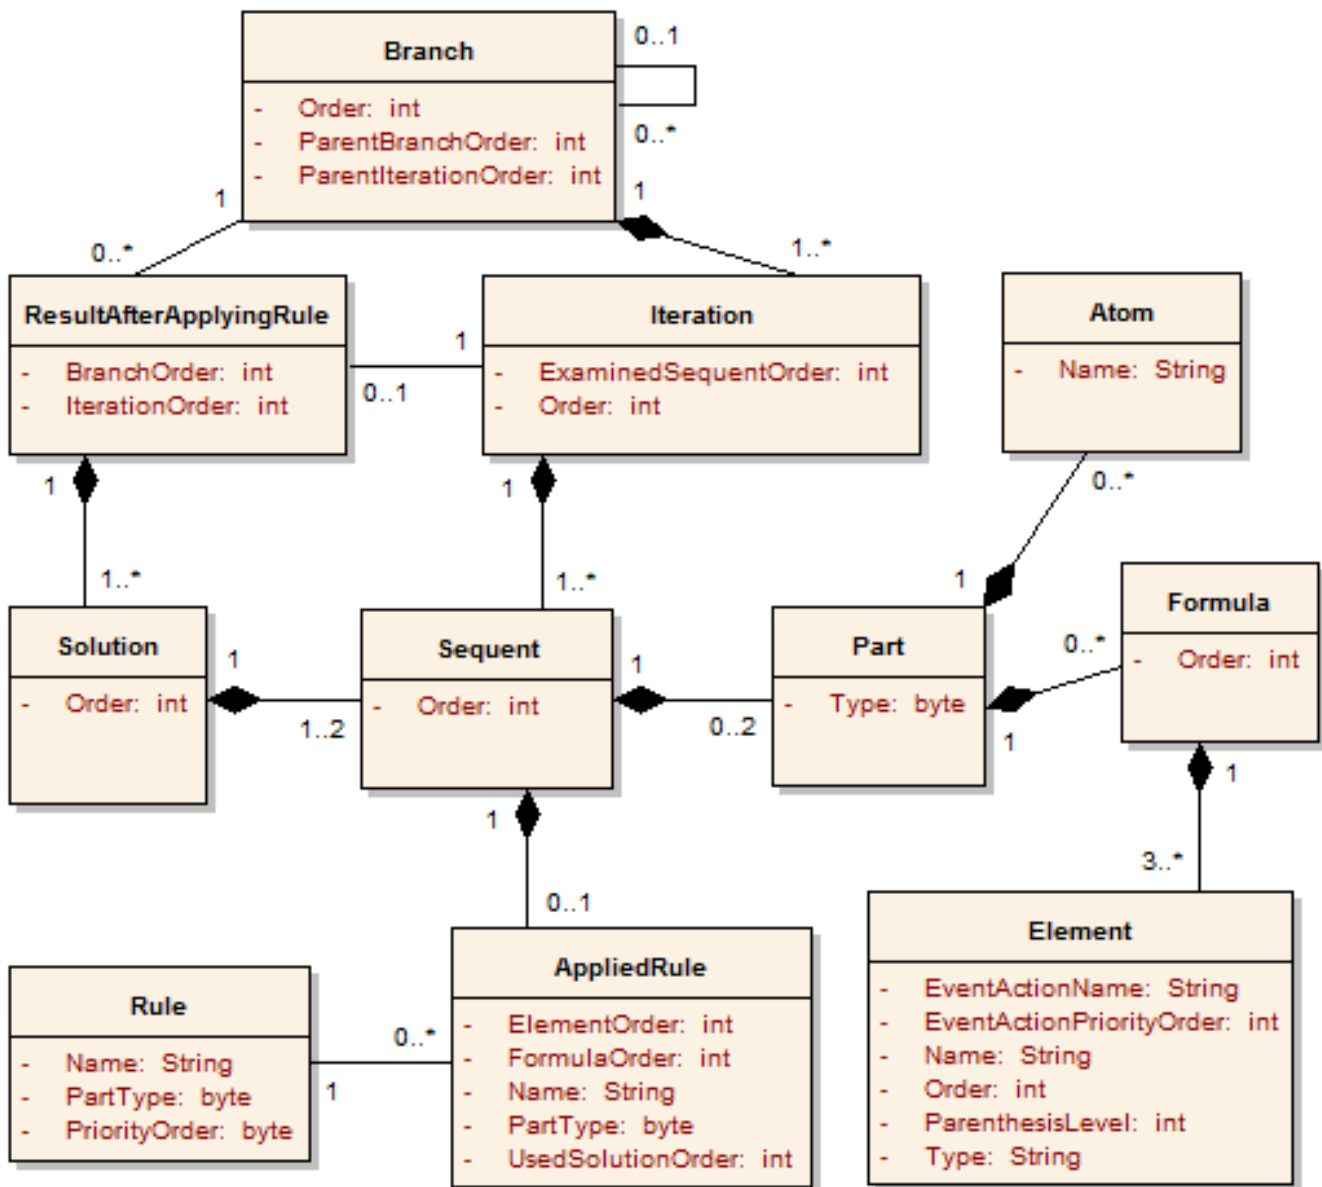 Branch
- Order: int
- ParentBranchOrder: int
- ParentIterationOrder: int
0..1
0..*
1
0..*
1
1..*
ResultAfterApplyingRule
- BranchOrder: int
- IterationOrder: int
1
0..1
Iteration
- ExaminedSequentOrder: int
- Order: int
Atom
- Name: String
1
1..*
1
1..*
0..*
1
Solution
- Order: int
1
1..2
Sequent
- Order: int
1
0..2
Part
- Type: byte
0..*
1
Formula
- Order: int
1
3..*
1
0..1
Rule
- Name: String
- PartType: byte
- PriorityOrder: byte
0..*
1
AppliedRule
- ElementOrder: int
- FormulaOrder: int
- Name: String
- PartType: byte
- UsedSolutionOrder: int
Element
- EventActionName: String
- EventActionPriorityOrder: int
- Name: String
- Order: int
- ParenthesisLevel: int
- Type: String